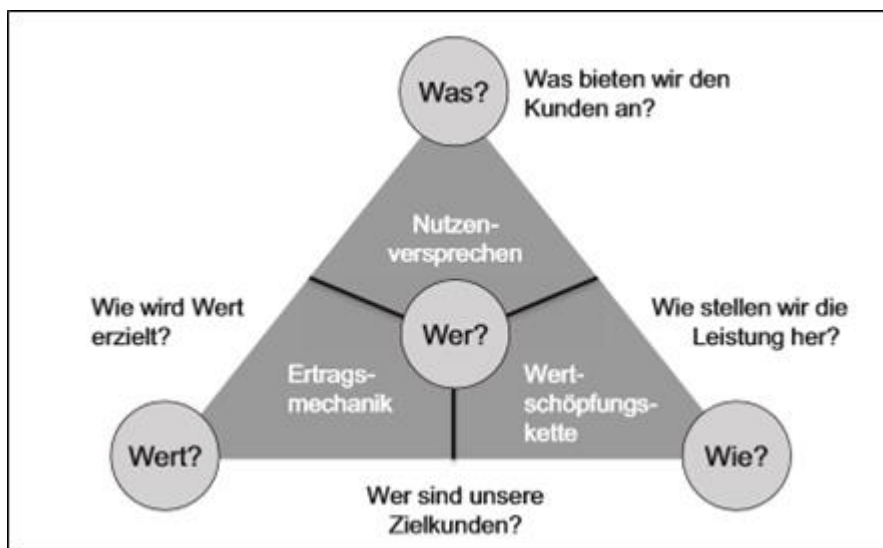 Was?
Was bieten wir den
Kunden an?
Nutzen-
versprechen
Wie wird Wert
erzielt?
Wer?
Wie stellen wir die
Leistung her?
Ertrags-
mechanik
Wert-
schöpfungs-
kette
Wert?
Wie?
Wer sind unsere
Zielkunden?